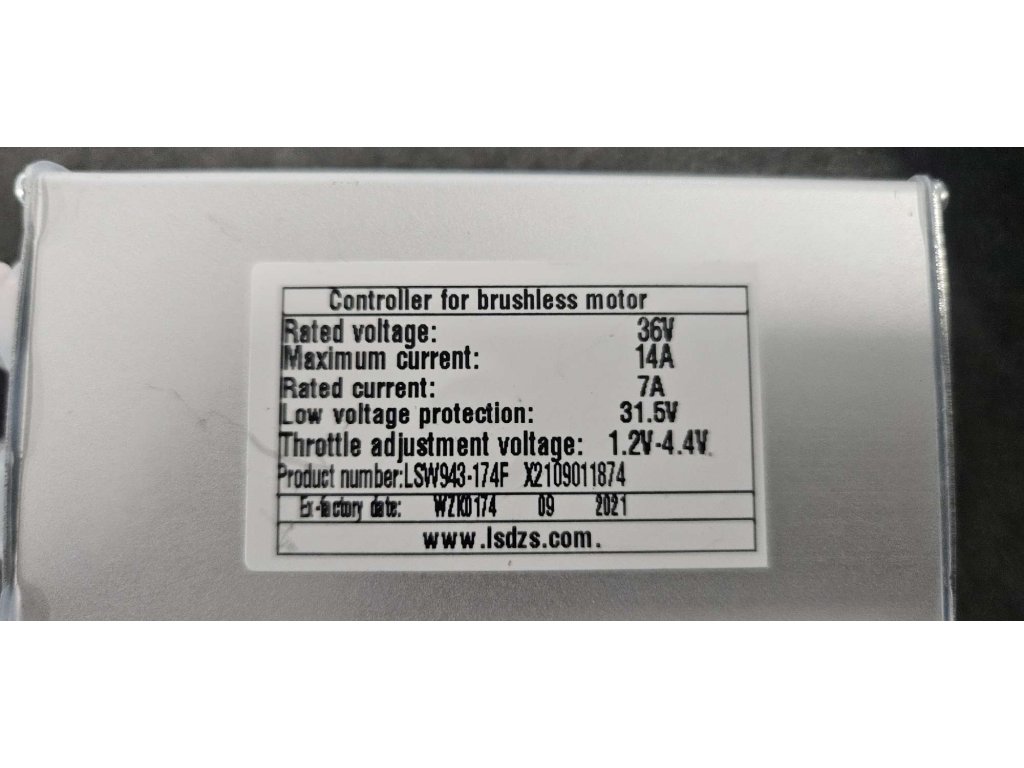 Controller for brushless motor
Rated voltage: 36V
Maximum current: 14A
Rated current: 7A
Low voltage protection: 31.5V
Throttle adjustment voltage: 1.2V-4.4V
Product number:LSW943-174F X2109011874
Ex-factory date: WZK0174 09 2021
www.lsdzs.com.